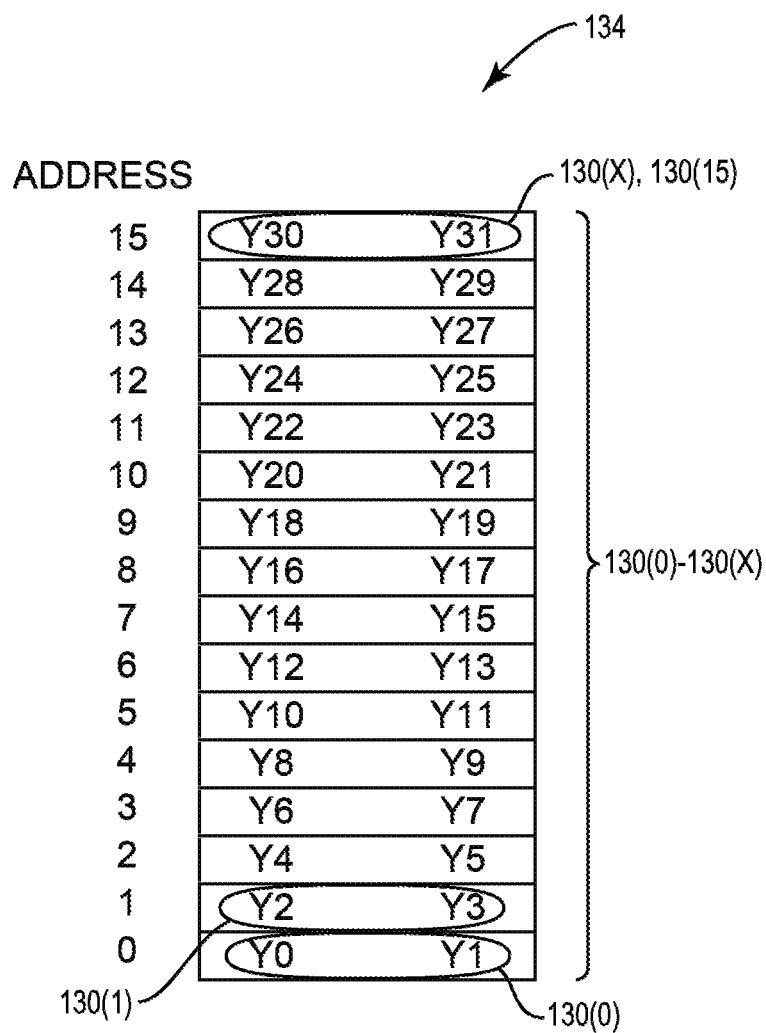 134
ADDRESS
130(X), 130(15)
15 Y30 Y31
14 Y28 Y29
13 Y26 Y27
12 Y24 Y25
11 Y22 Y23
10 Y20 Y21
9 Y18 Y19
8 Y16 Y17
130(0)-130(X)
7 Y14 Y15
6 Y12 Y13
5 Y10 Y11
4 Y8 Y9
3 Y6 Y7
2 Y4 Y5
1 Y2 Y3
0 Y0 Y1
130(1)
130(0)